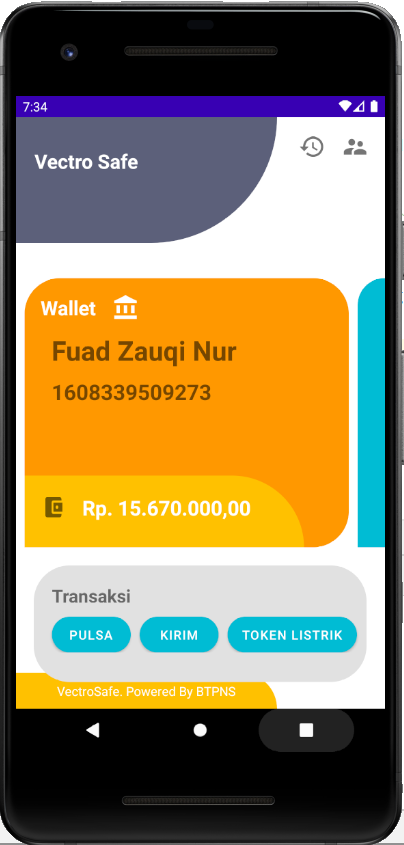 7:34
Vectro Safe
Wallet
Fuad Zauqi Nur
1608339509273
Rp. 15.670.000,00
Transaksi
PULSA KIRIM TOKEN LISTRIK
VectroSafe. Powered By BTPNS